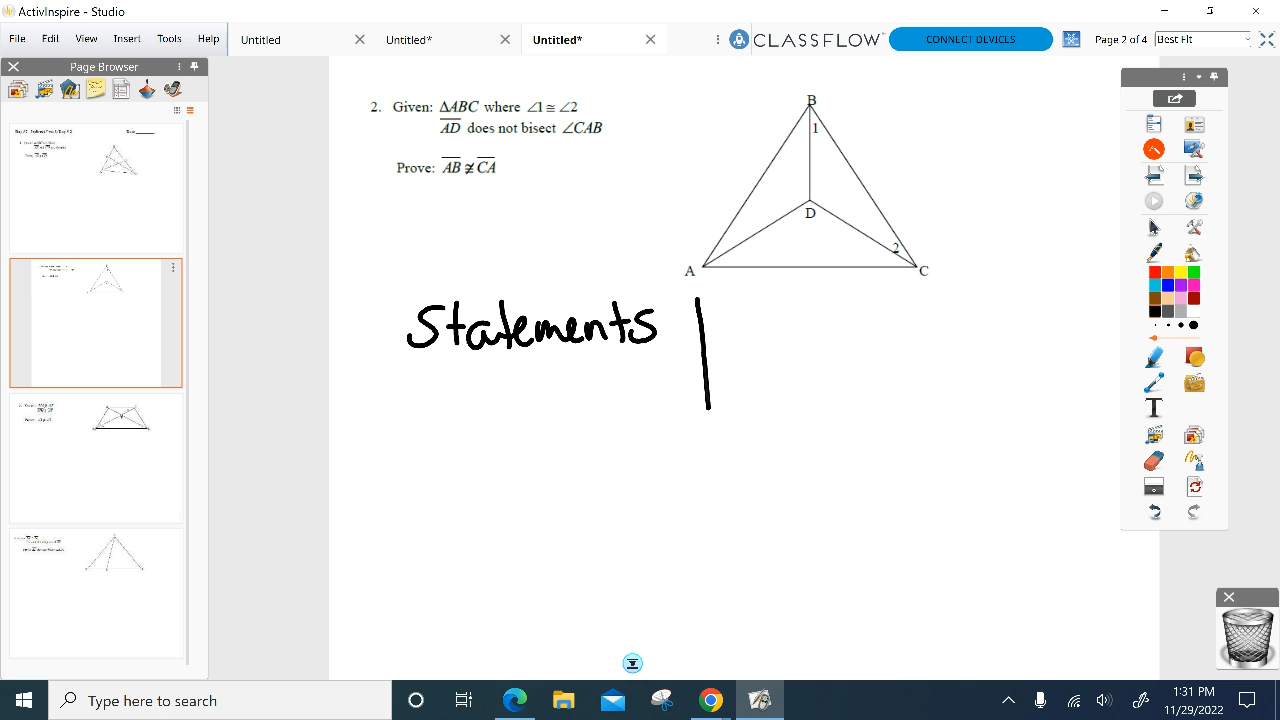 ActivInspire - Studio
File Edit View Insert Tools Help
Untitled
Untitled*
Untitled*
CLASSFLOW
CONNECT DEVICES
Page 2 of 4
Best Fit
Page Browser
2. Given: ΔABC where ∠1 ≅ ∠2
AD does not bisect ∠CAB
Prove: AB ≇ CA
B
1
D
2
A
C
Statements
Type here to search
1:31 PM
11/29/2022